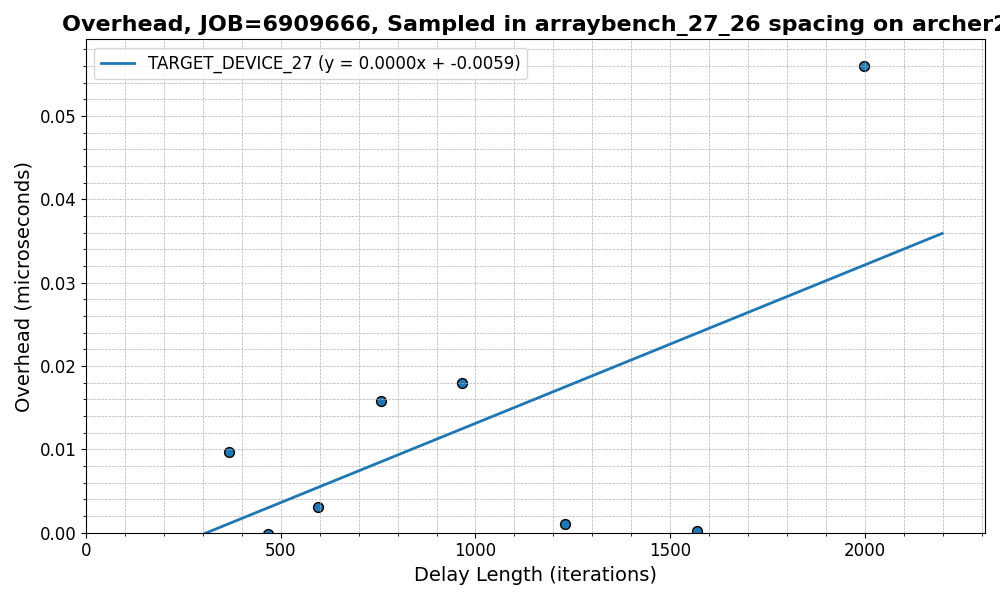 Overhead, JOB=6909666, Sampled in arraybench_27_26 spacing on archer2
TARGET_DEVICE_27 (y = 0.0000x + -0.0059)
Overhead (microseconds)
0.05
0.04
0.03
0.02
0.01
0.00
0 500 1000 1500 2000
Delay Length (iterations)